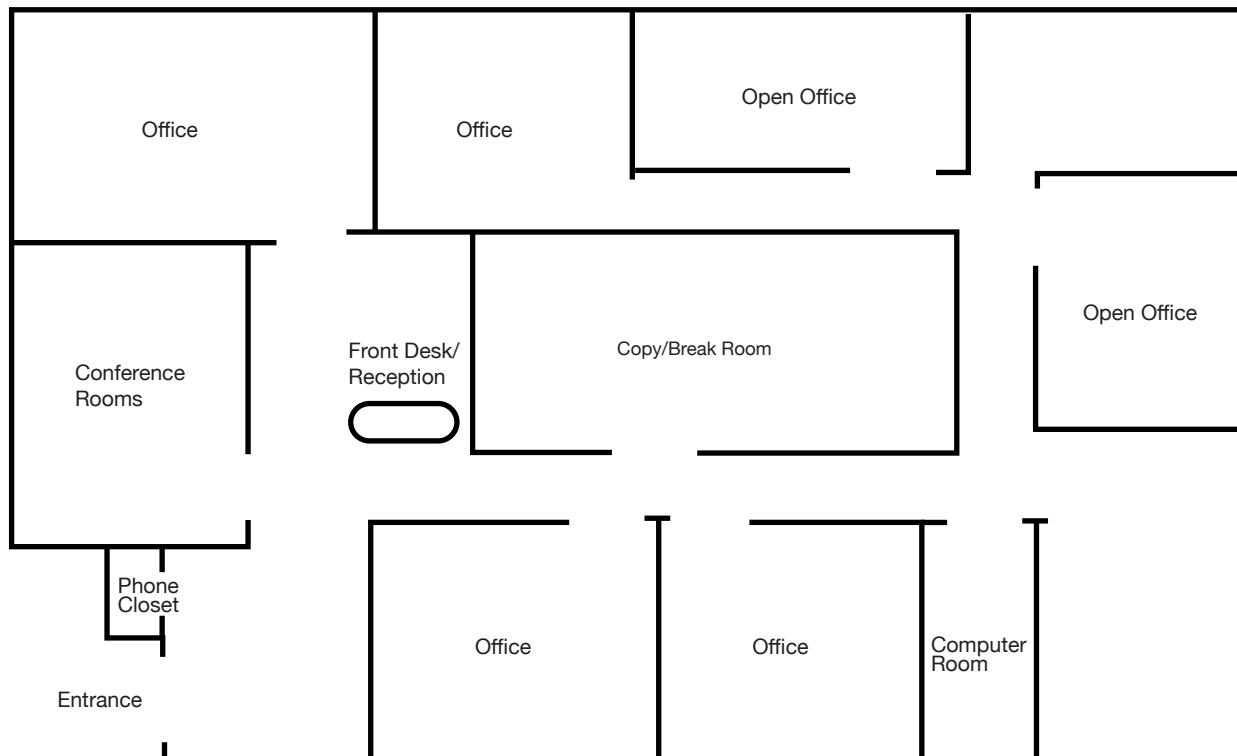 Open Office
Office
Office
Open Office
Front Desk/
Reception
Copy/Break Room
Conference
Rooms
Phone
Closet
Office
Office
Computer
Room
Entrance